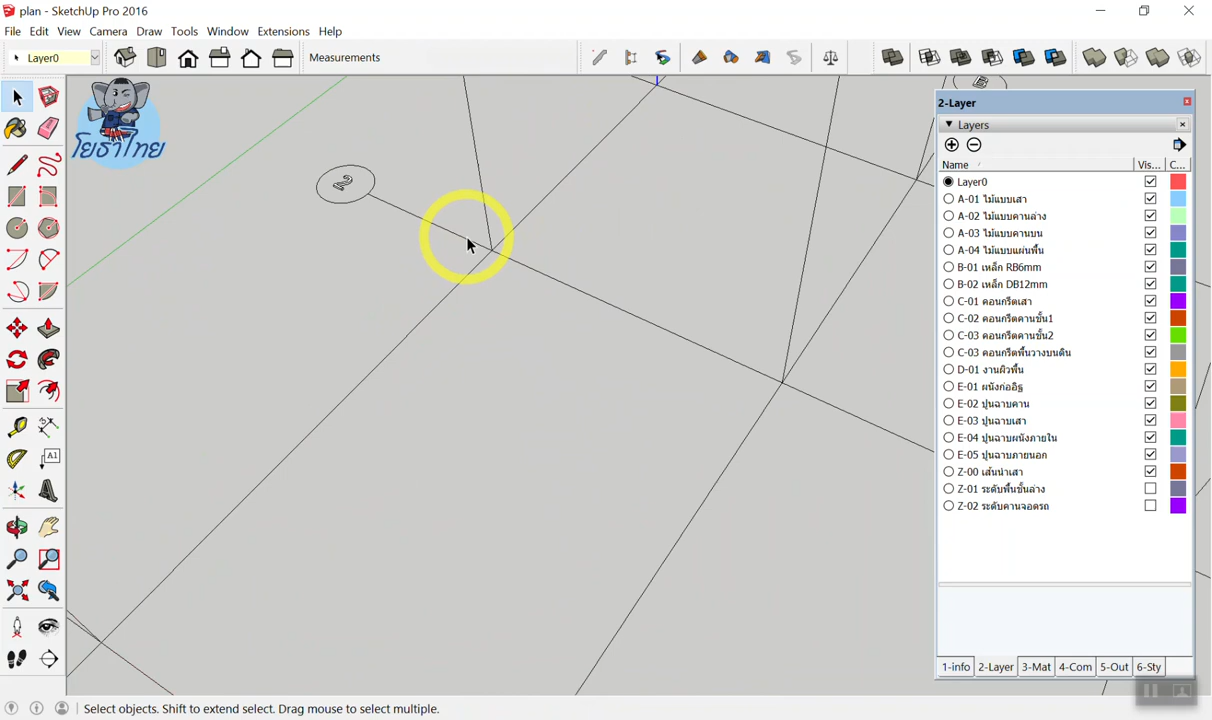 plan - SketchUp Pro 2016
File Edit View Camera Draw Tools Window Extensions Help
Layer0
Measurements
โยธาไทย
2
2-Layer
Layers
Name Vis... C...
Layer0
A-01 ไม้แบบเสา
A-02 ไม้แบบคานล่าง
A-03 ไม้แบบคานบน
A-04 ไม้แบบแผ่นพื้น
B-01 เหล็ก RB6mm
B-02 เหล็ก DB12mm
C-01 คอนกรีตเสา
C-02 คอนกรีตคานชั้น1
C-03 คอนกรีตคานชั้น2
C-03 คอนกรีตพื้นวางบนดิน
D-01 งานผิวพื้น
E-01 ผนังก่ออิฐ
E-02 ปูนฉาบคาน
E-03 ปูนฉาบเสา
E-04 ปูนฉาบผนังภายใน
E-05 ปูนฉาบภายนอก
Z-00 เส้นนำเสา
Z-01 ระดับพื้นชั้นล่าง
Z-02 ระดับคานจอดรถ
1-info 2-Layer 3-Mat 4-Com 5-Out 6-Sty
Select objects. Shift to extend select. Drag mouse to select multiple.